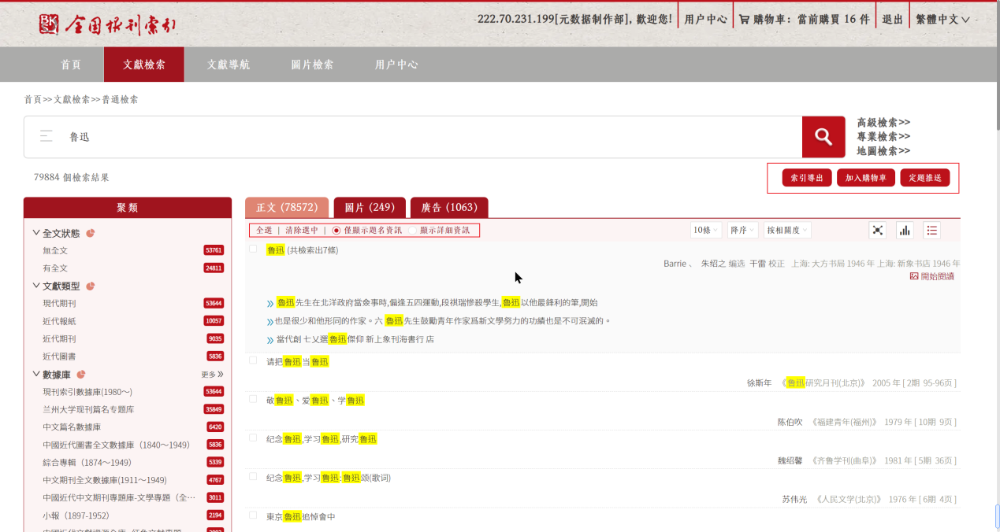 BKS 全国报刊索引
222.70.231.199[元数据制作部], 歡迎您!
用户中心
購物車: 當前購買 16 件
退出
繁體中文
首頁
文獻檢索
文獻導航
圖片檢索
用户中心
首頁>>文獻檢索>>普通檢索
魯迅
高級檢索>>
專業檢索>>
地圖檢索>>
79884 個檢索結果
索引導出
加入購物車
定題推送
聚類
全文狀態
無全文 53761
有全文 24811
文獻類型
現代期刊 53644
近代報紙 10057
近代期刊 9035
近代圖書 5836
數據庫 更多
現刊索引數據庫(1980～) 53644
兰州大学现刊篇名专题库 35849
中文篇名數據庫 6420
中國近代圖書全文數據庫（1840～1949） 5836
綜合專輯（1874～1949） 5339
中文期刊全文數據庫(1911～1949) 4767
中國近代中文期刊專題庫-文學專題（全… 3011
小報（1897-1952） 2194
正文 (78572)
圖片 (249)
廣告 (1063)
全選 | 清除選中 | 僅顯示題名資訊 顯示詳細資訊
10條 降序 按相關度
魯迅 (共檢索出7條)
Barrie 、 朱绍之 编选 干雷 校正 上海: 大方书局 1946 年 上海: 新象书店 1946 年
開始閱讀
魯迅先生在北洋政府當僉事時,偏逢五四運動,段祺瑞慘殺學生,魯迅以他最鋒利的筆,開始
也是很少和他形同的作家。六 魯迅先生鼓勵青年作家爲新文學努力的功績也是不可泯滅的。
當代創 七乂選魯迅傑仰 新上象刊海書行 店
请把魯迅当魯迅
徐斯年 《魯迅研究月刊(北京)》 2005 年 [ 2期 95-96页 ]
敬魯迅、爱魯迅、学魯迅
陈伯吹 《福建青年(福州)》 1979 年 [ 10期 9页 ]
纪念魯迅,学习魯迅,研究魯迅
魏绍馨 《齐鲁学刊(曲阜)》 1981 年 [ 5期 36页 ]
纪念魯迅,学习魯迅:魯迅颂(歌词)
苏伟光 《人民文学(北京)》 1976 年 [ 6期 4页 ]
東京魯迅追悼會中